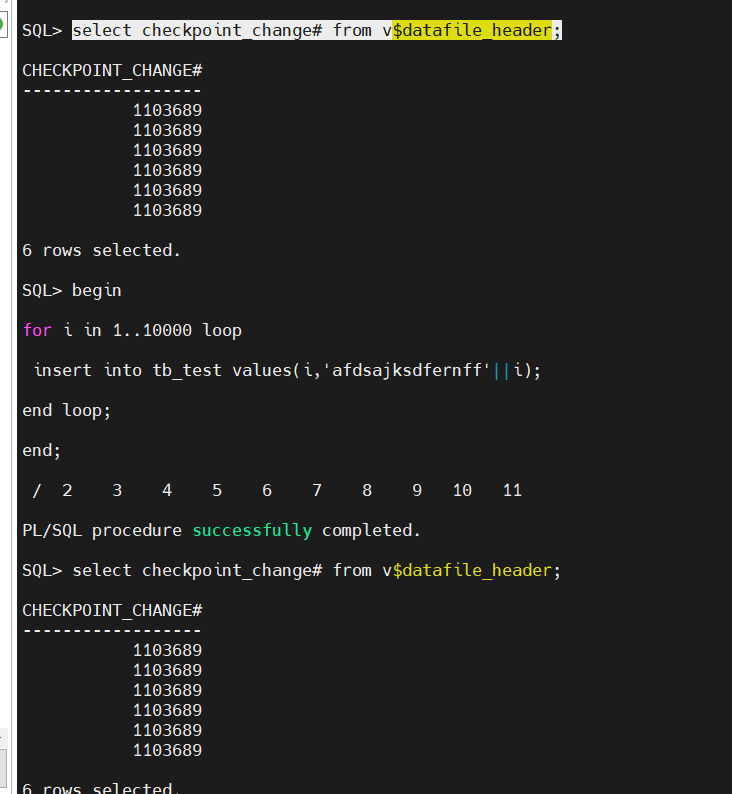 SQL> select checkpoint_change# from v$datafile_header;
CHECKPOINT_CHANGE#
------------------
1103689
1103689
1103689
1103689
1103689
1103689
6 rows selected.
SQL> begin
for i in 1..10000 loop
insert into tb_test values(i,'afdsajksdfernff'||i);
end loop;
end;
/ 2 3 4 5 6 7 8 9 10 11
PL/SQL procedure successfully completed.
SQL> select checkpoint_change# from v$datafile_header;
CHECKPOINT_CHANGE#
------------------
1103689
1103689
1103689
1103689
1103689
1103689
6 rows selected.